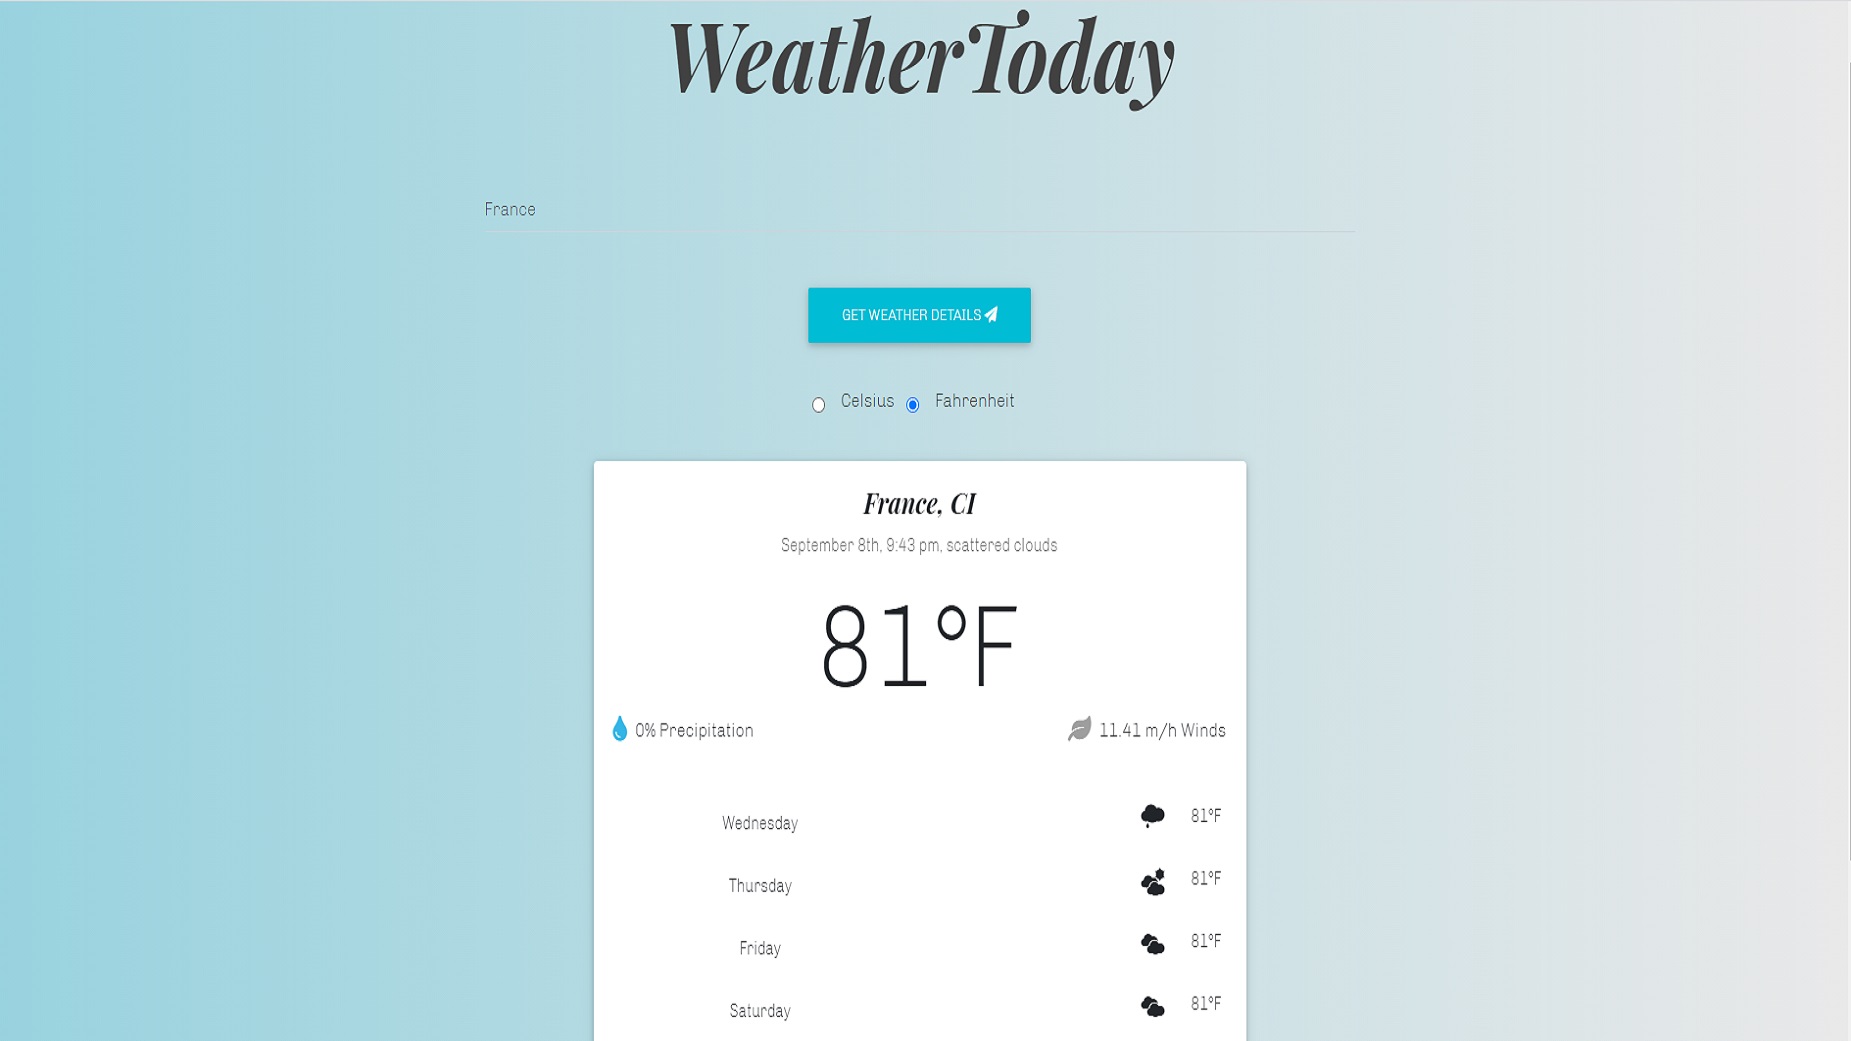 WeatherToday
France
GET WEATHER DETAILS
Celsius Fahrenheit
France, CI
September 8th, 9:43 pm, scattered clouds
81°F
0% Precipitation 11.41 m/h Winds
Wednesday 81°F
Thursday 81°F
Friday 81°F
Saturday 81°F